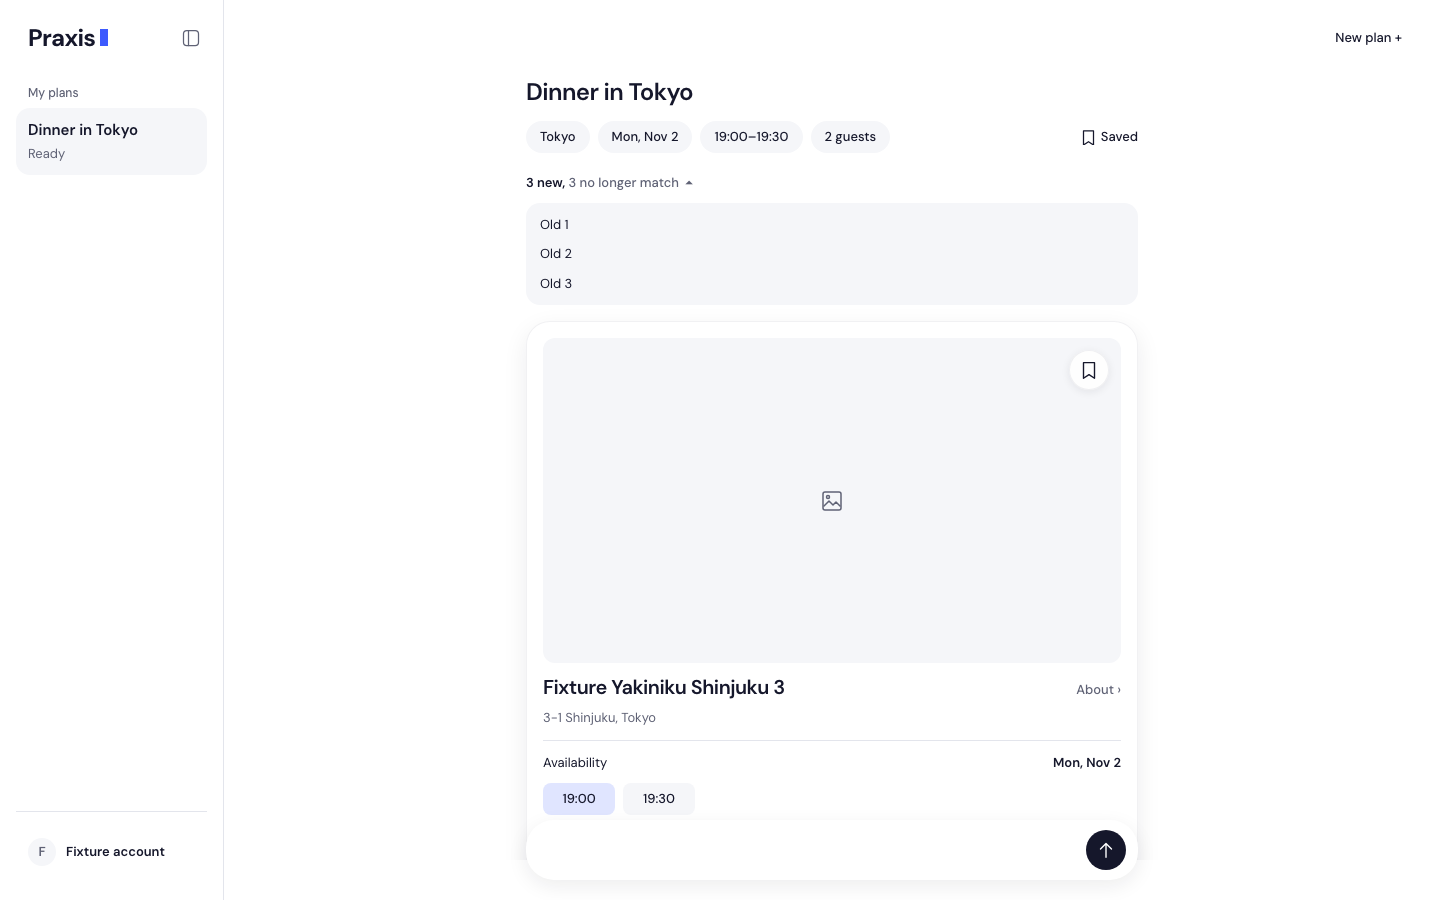 Praxis
New plan +
My plans
Dinner in Tokyo
Ready
Dinner in Tokyo
Tokyo
Mon, Nov 2
19:00–19:30
2 guests
Saved
3 new, 3 no longer match
Old 1
Old 2
Old 3
Fixture Yakiniku Shinjuku 3
About ›
3-1 Shinjuku, Tokyo
Availability
Mon, Nov 2
19:00
19:30
F
Fixture account